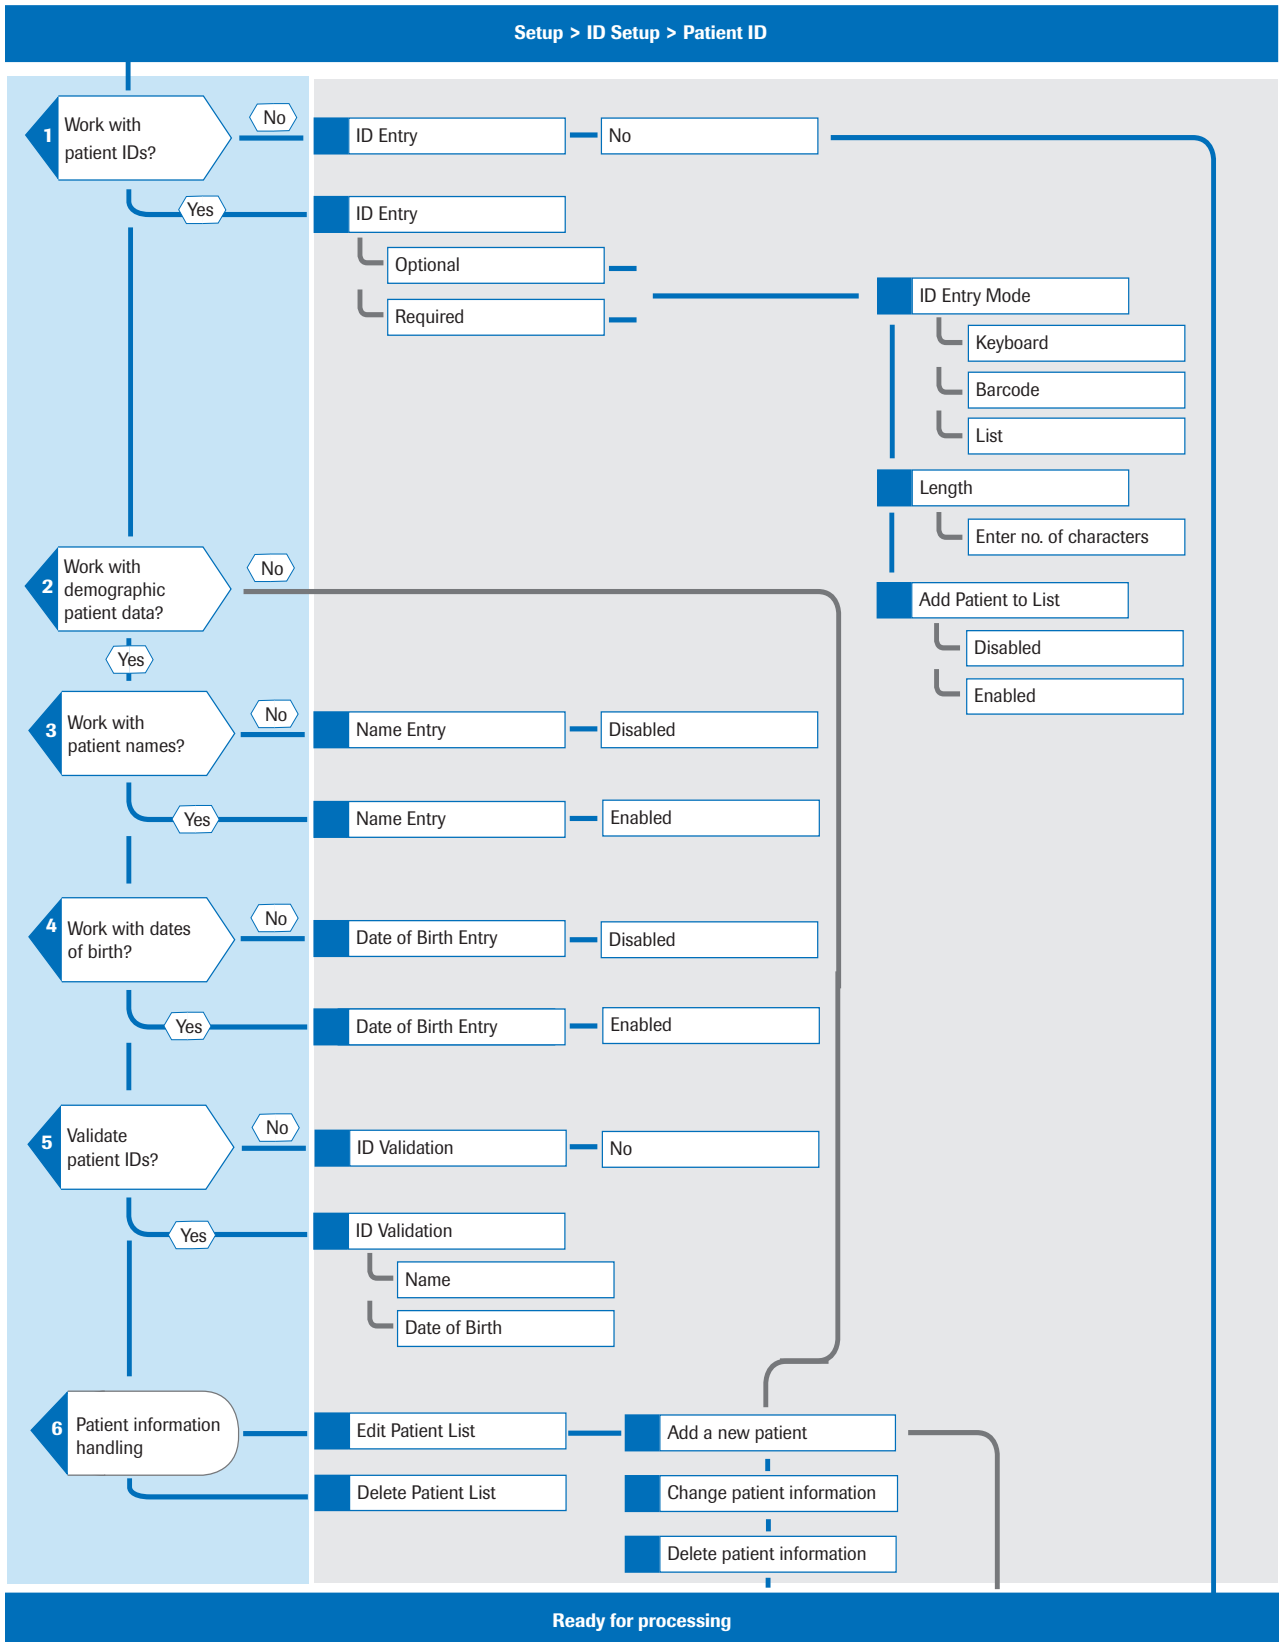 Setup > ID Setup > Patient ID
1
Work with
patient IDs?
No
ID Entry
No
Yes
ID Entry
Optional
Required
ID Entry Mode
Keyboard
Barcode
List
Length
Enter no. of characters
Add Patient to List
Disabled
Enabled
2
Work with
demographic
patient data?
No
Yes
3
Work with
patient names?
No
Name Entry
Disabled
Yes
Name Entry
Enabled
4
Work with dates
of birth?
No
Date of Birth Entry
Disabled
Yes
Date of Birth Entry
Enabled
5
Validate
patient IDs?
No
ID Validation
No
Yes
ID Validation
Name
Date of Birth
6
Patient information
handling
Edit Patient List
Add a new patient
Delete Patient List
Change patient information
Delete patient information
Ready for processing